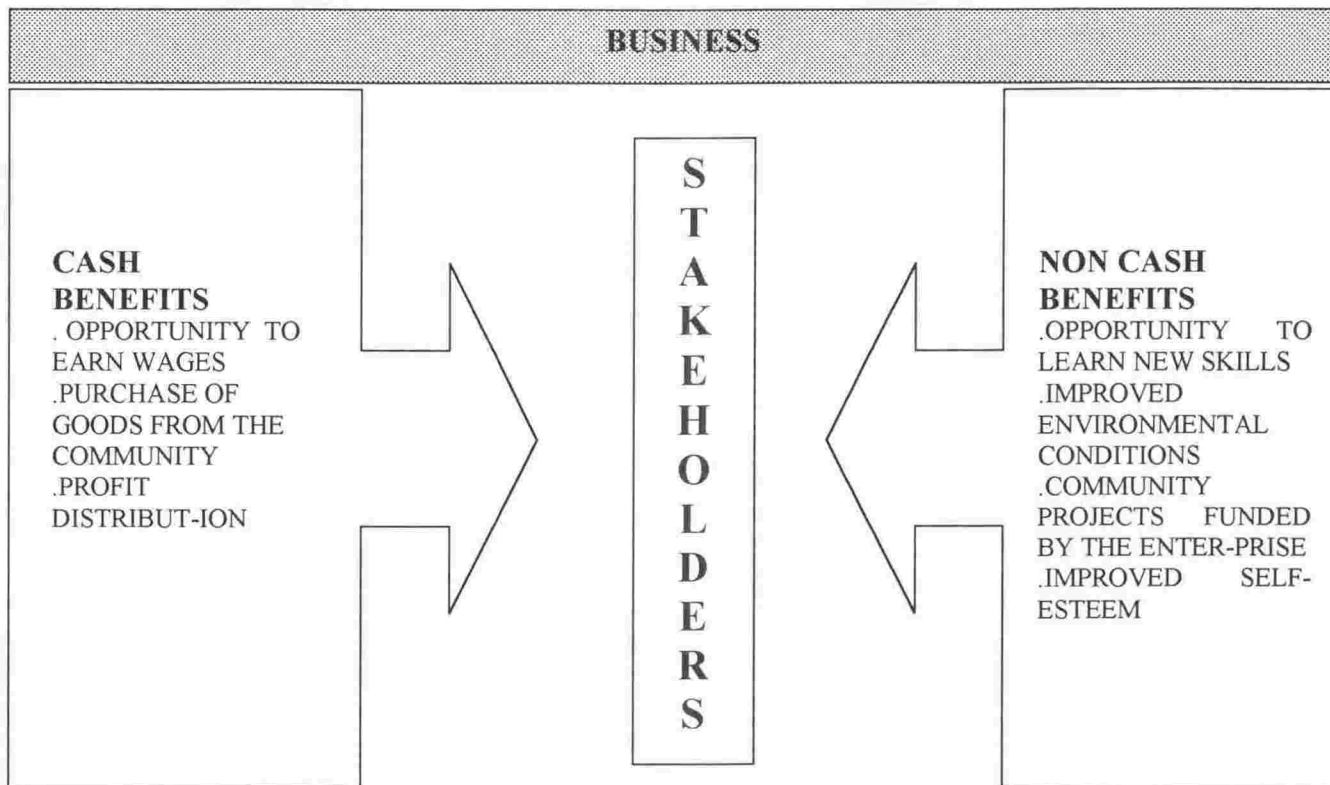 BUSINESS
CASH
BENEFITS
. OPPORTUNITY TO
EARN WAGES
.PURCHASE OF
GOODS FROM THE
COMMUNITY
.PROFIT
DISTRIBUT-ION
S
T
A
K
E
H
O
L
D
E
R
S
NON CASH
BENEFITS
.OPPORTUNITY TO
LEARN NEW SKILLS
.IMPROVED
ENVIRONMENTAL
CONDITIONS
.COMMUNITY
PROJECTS FUNDED
BY THE ENTER-PRISE
.IMPROVED SELF-
ESTEEM